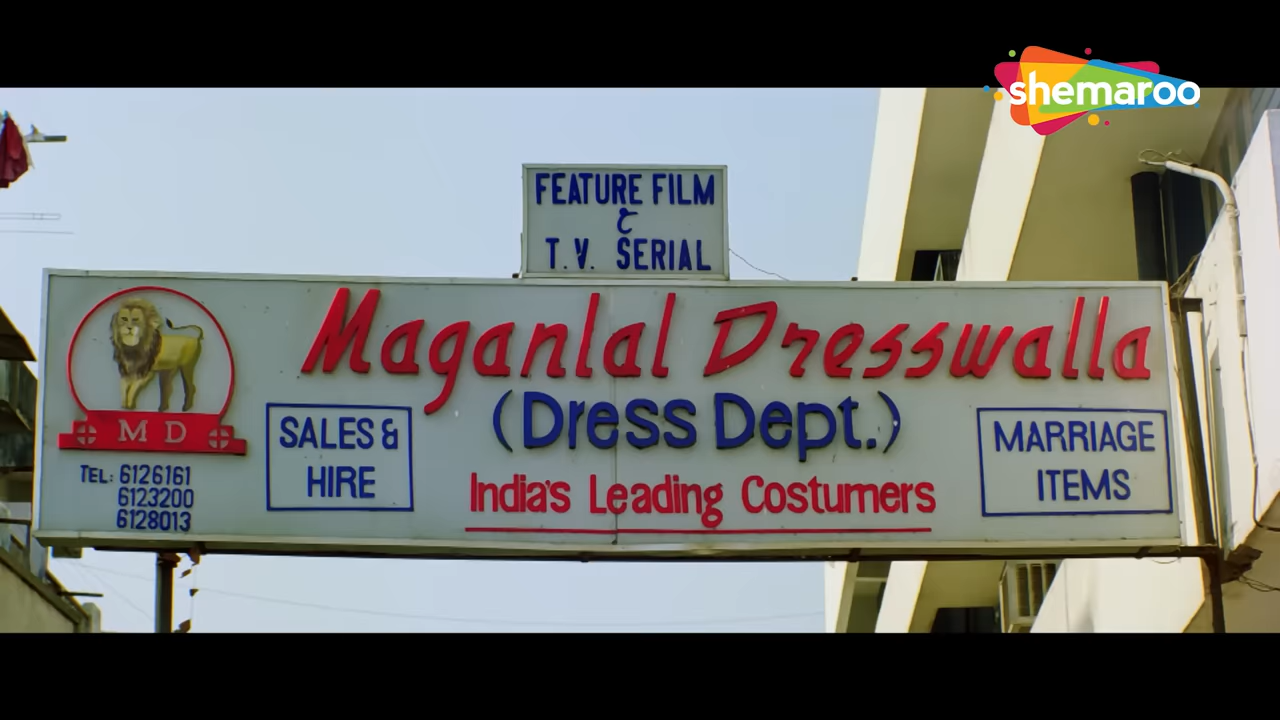 shemaroo
FEATURE FILM
&
T.V. SERIAL
Maganlal Dresswalla
(Dress Dept.)
India's Leading Costumers
M D
TEL: 6126161
6123200
6128013
SALES &
HIRE
MARRIAGE
ITEMS